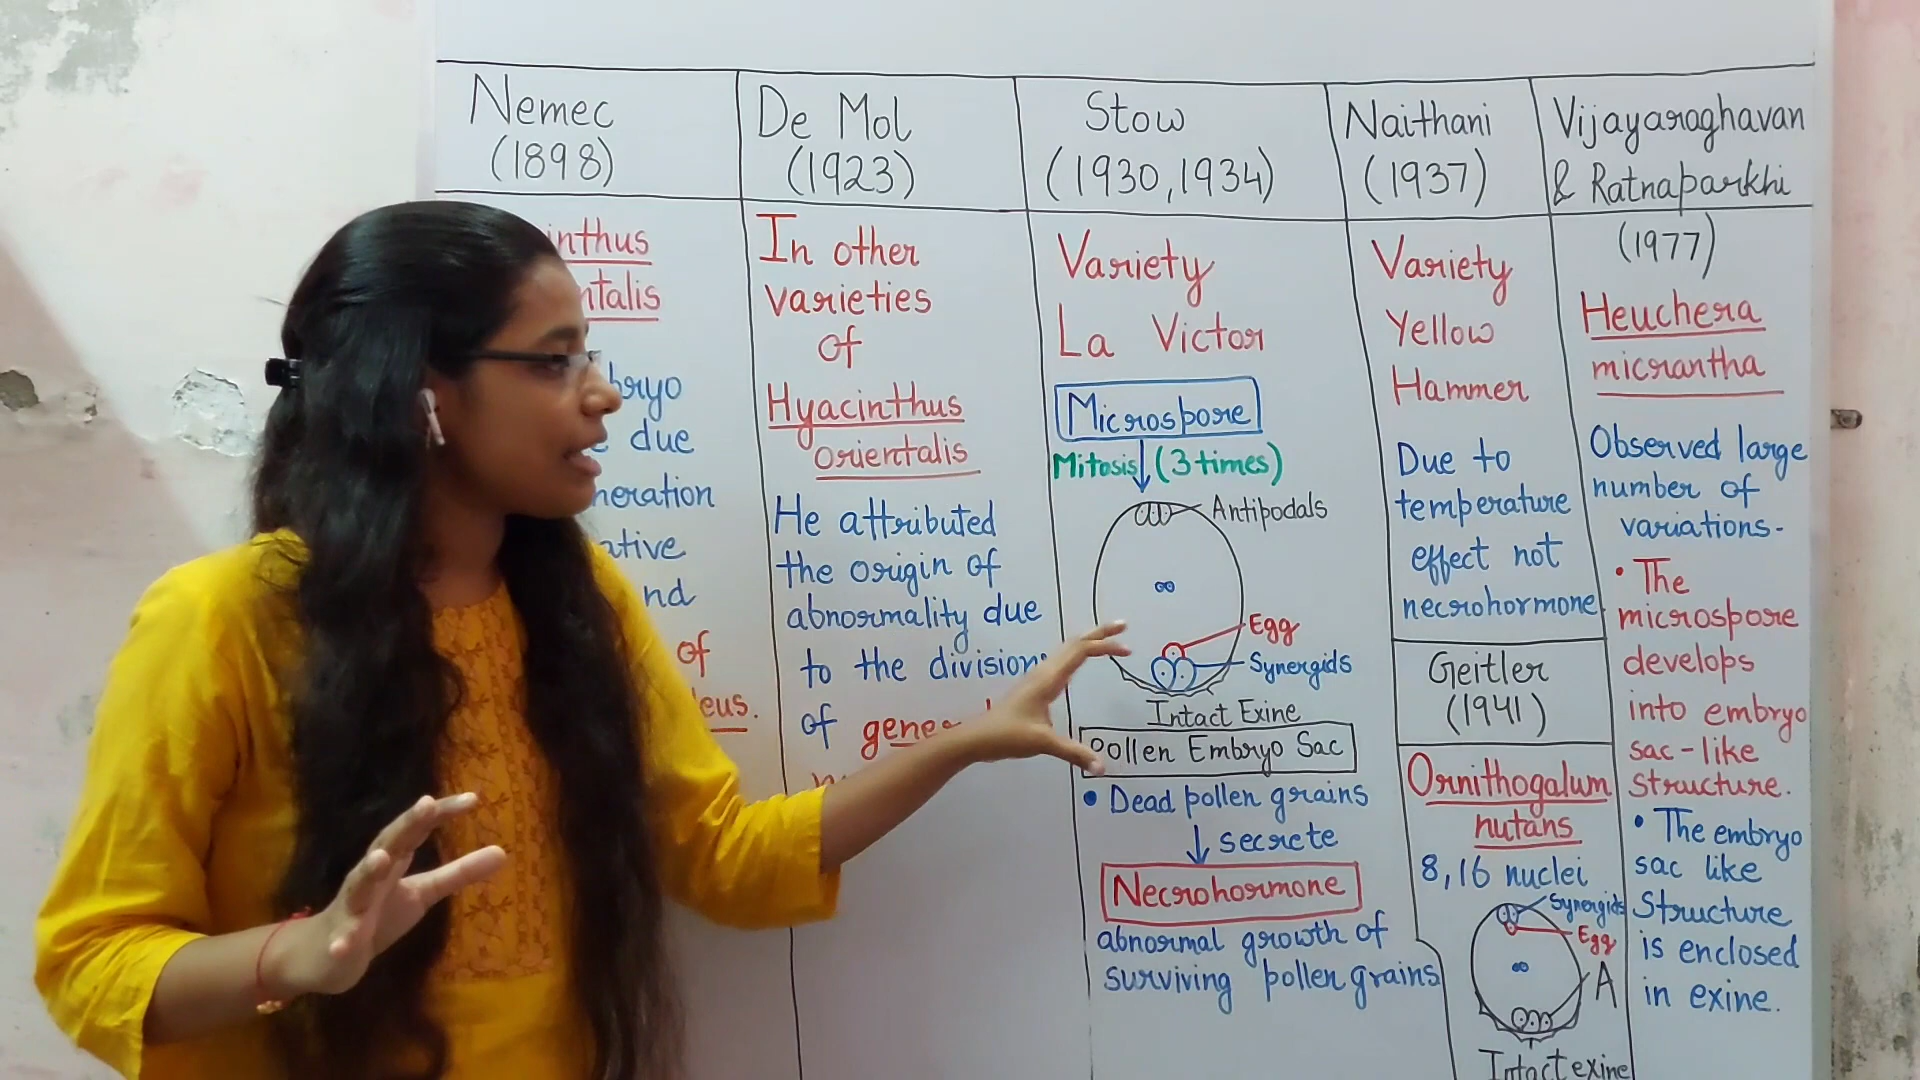 Nemec
(1898)
inthus
ntalis
bryo
due
neration
ative
nd
of
eus.
De Mol
(1923)
In other
varieties
of
Hyacinthus
orientalis
He attributed
the origin of
abnormality due
to the division
of gene
Stow
(1930,1934)
Variety
La Victor
Microspore
Mitosis (3 times)
Antipodals
Egg
Synergids
Intact Exine
Pollen Embryo Sac
• Dead pollen grains
secrete
Necrohormone
abnormal growth of
surviving pollen grains
Naithani
(1937)
Variety
Yellow
Hammer
Due to
temperature
effect not
necrohormone
Geitler
(1941)
Ornithogalum
nutans
8,16 nuclei
Synergids
Egg
A
Intact exine
Vijayaraghavan
& Ratnaparkhi
(1977)
Heuchera
micrantha
Observed large
number of
variations-
• The
microspore
develops
into embryo
sac-like
structure.
• The embryo
sac like
structure
is enclosed
in exine.